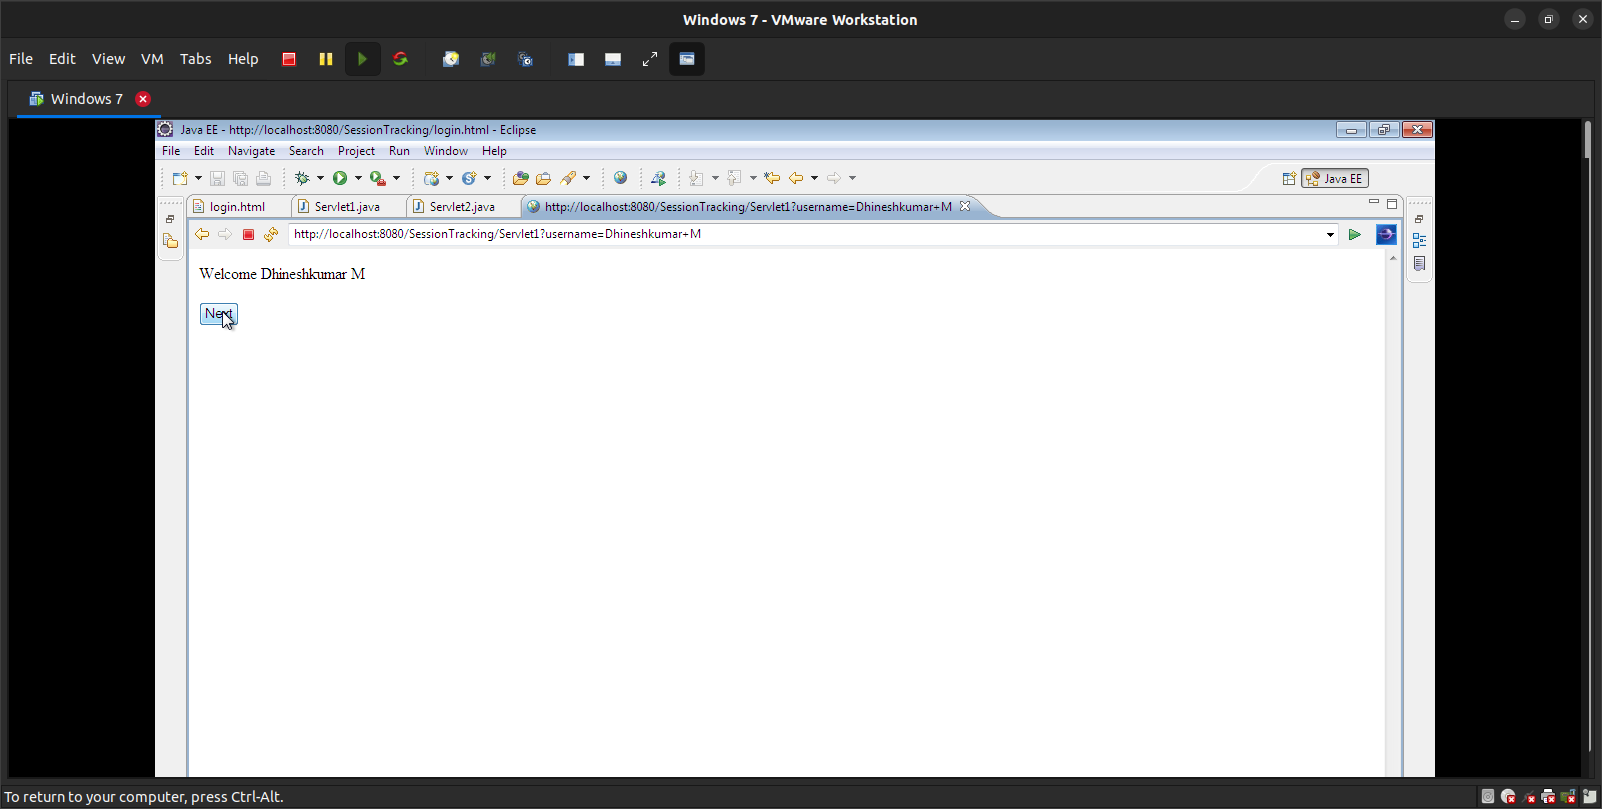 Windows 7 - VMware Workstation
File Edit View VM Tabs Help
Windows 7
Java EE - http://localhost:8080/SessionTracking/login.html - Eclipse
File Edit Navigate Search Project Run Window Help
Java EE
login.html Servlet1.java Servlet2.java http://localhost:8080/SessionTracking/Servlet1?username=Dhineshkumar+M
http://localhost:8080/SessionTracking/Servlet1?username=Dhineshkumar+M
Welcome Dhineshkumar M
Next
To return to your computer, press Ctrl-Alt.